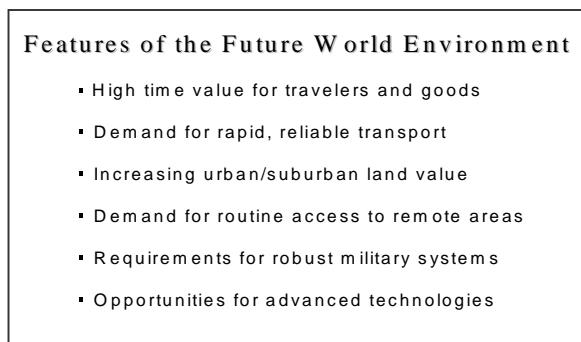 Features of the Future World Environment
▪ High time value for travelers and goods
▪ Demand for rapid, reliable transport
▪ Increasing urban/suburban land value
▪ Demand for routine access to remote areas
▪ Requirements for robust military systems
▪ Opportunities for advanced technologies